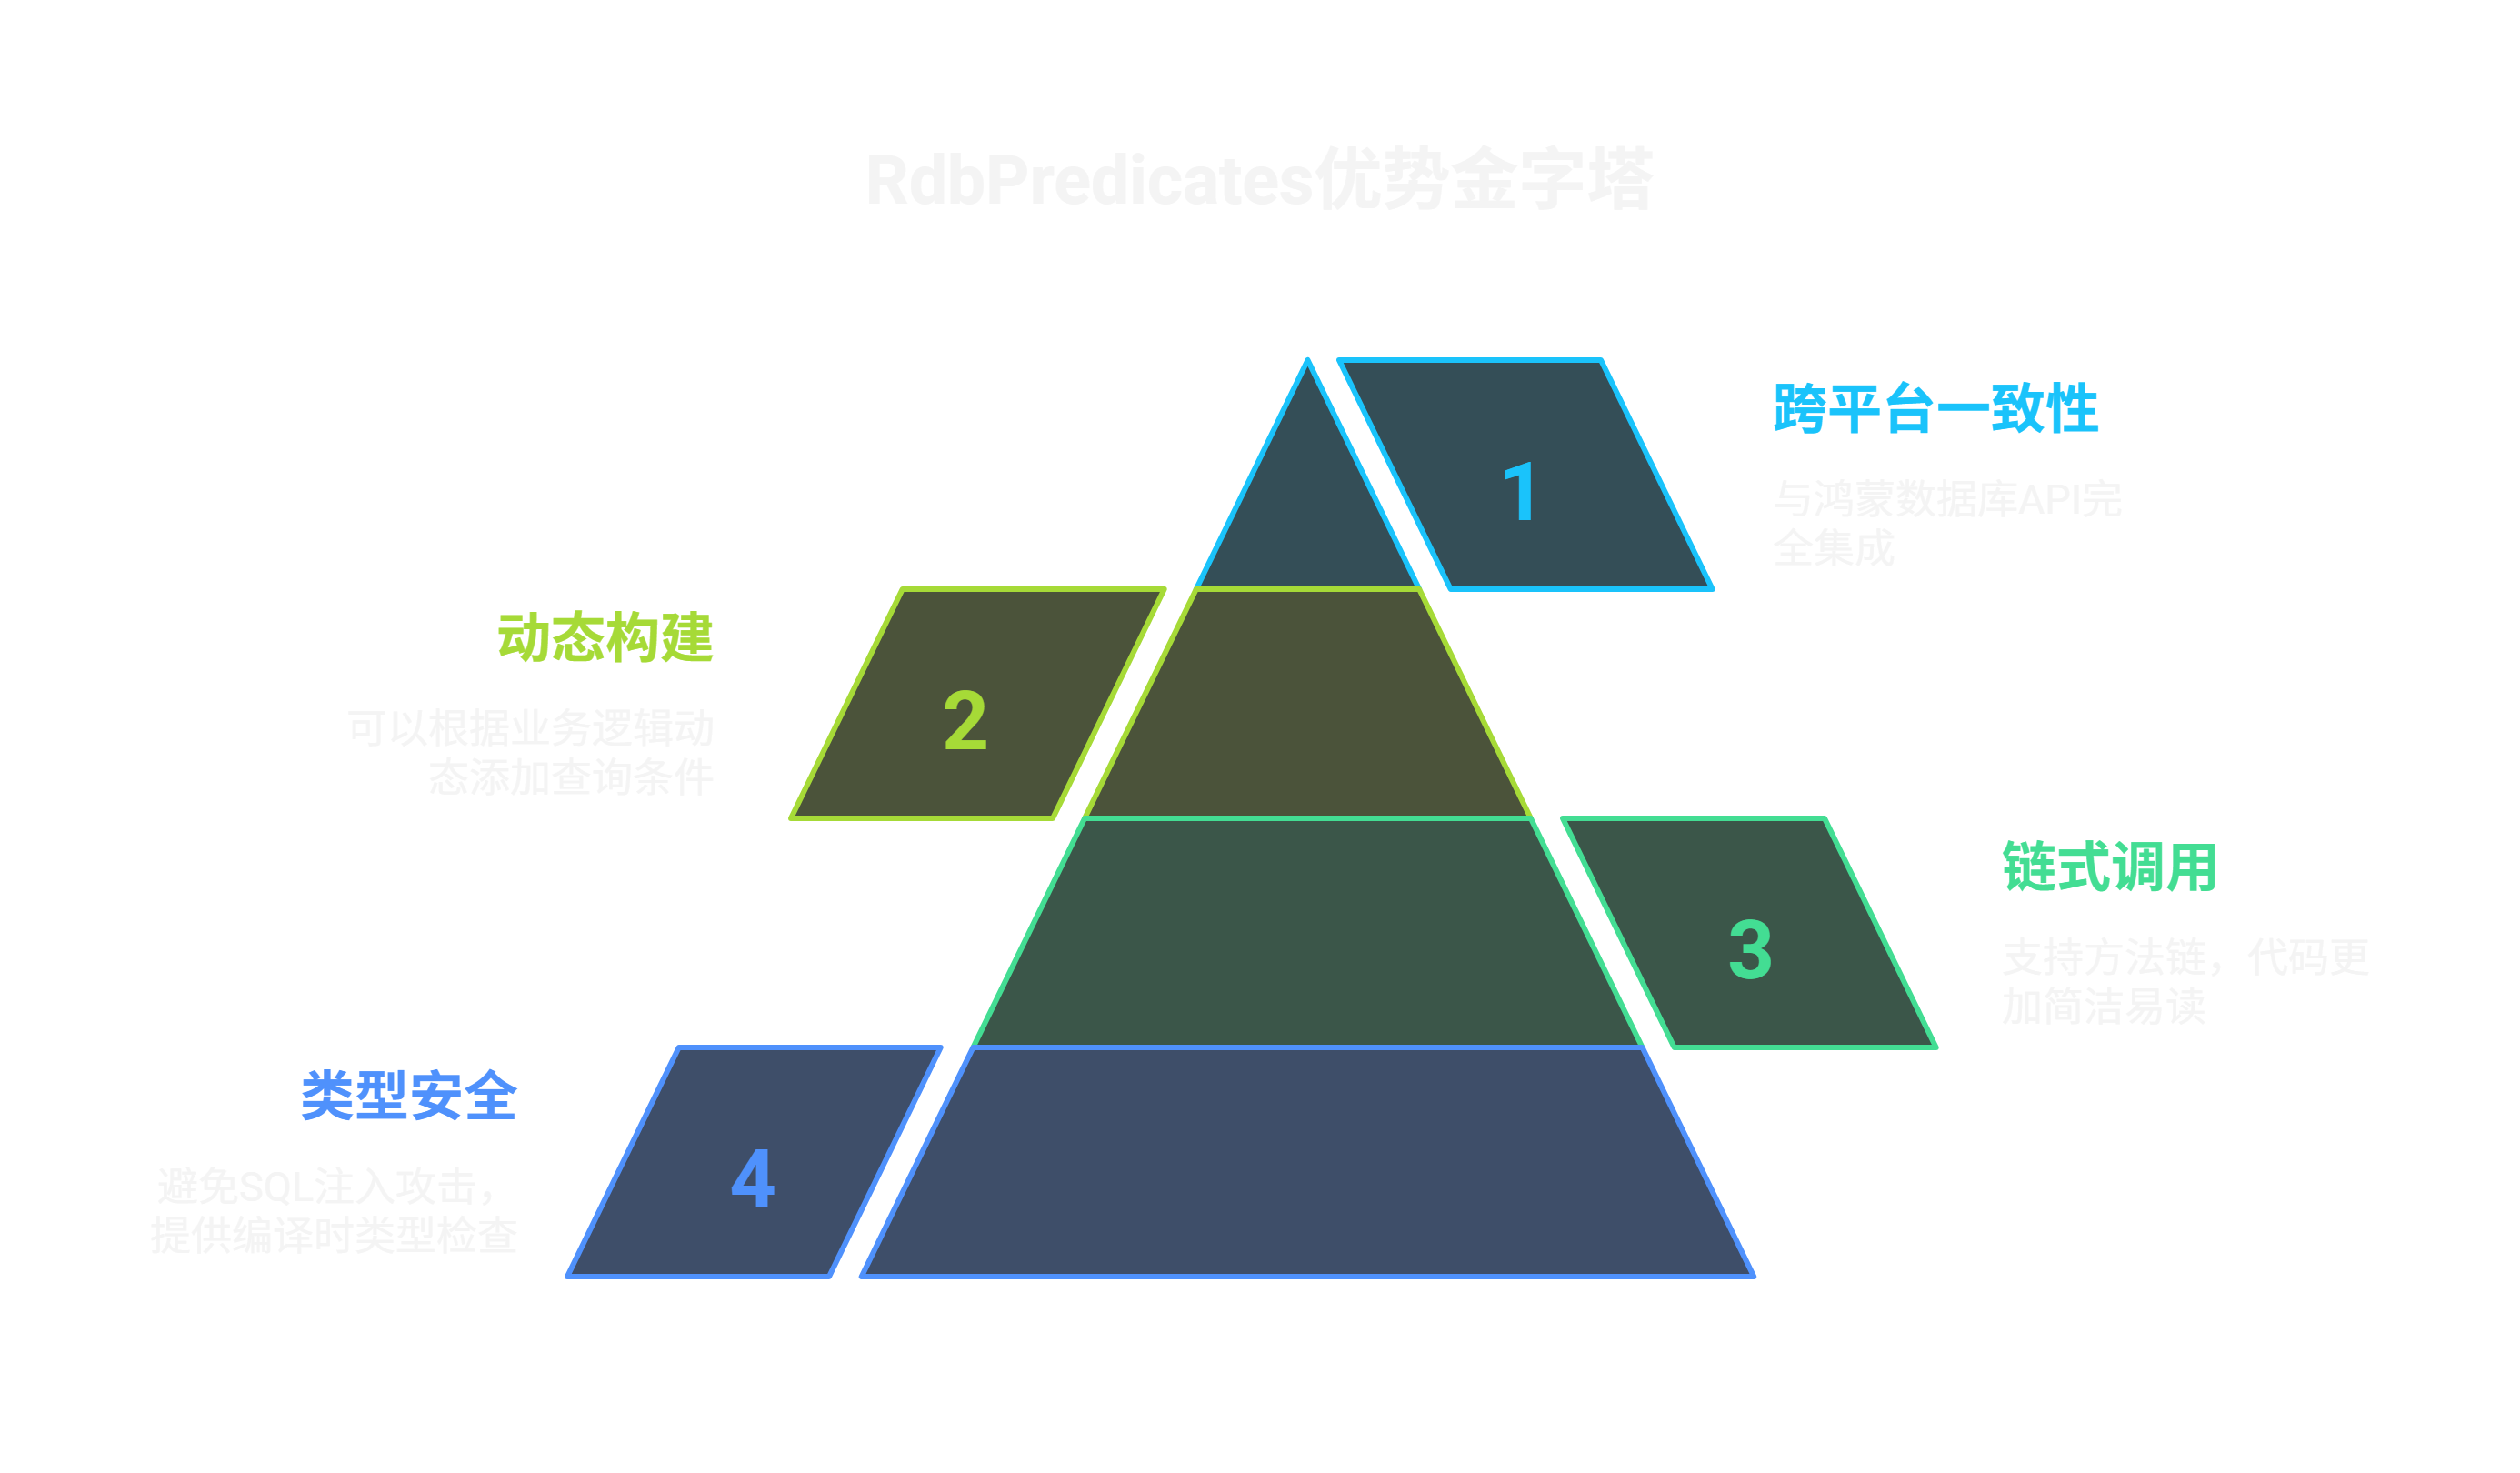 RdbPredicates优势金字塔
跨平台一致性
1
与鸿蒙数据库API完
全集成
动态构建
2
可以根据业务逻辑动
态添加查询条件
链式调用
3
支持方法链，代码更
加简洁易读
类型安全
4
避免SQL注入攻击，
提供编译时类型检查